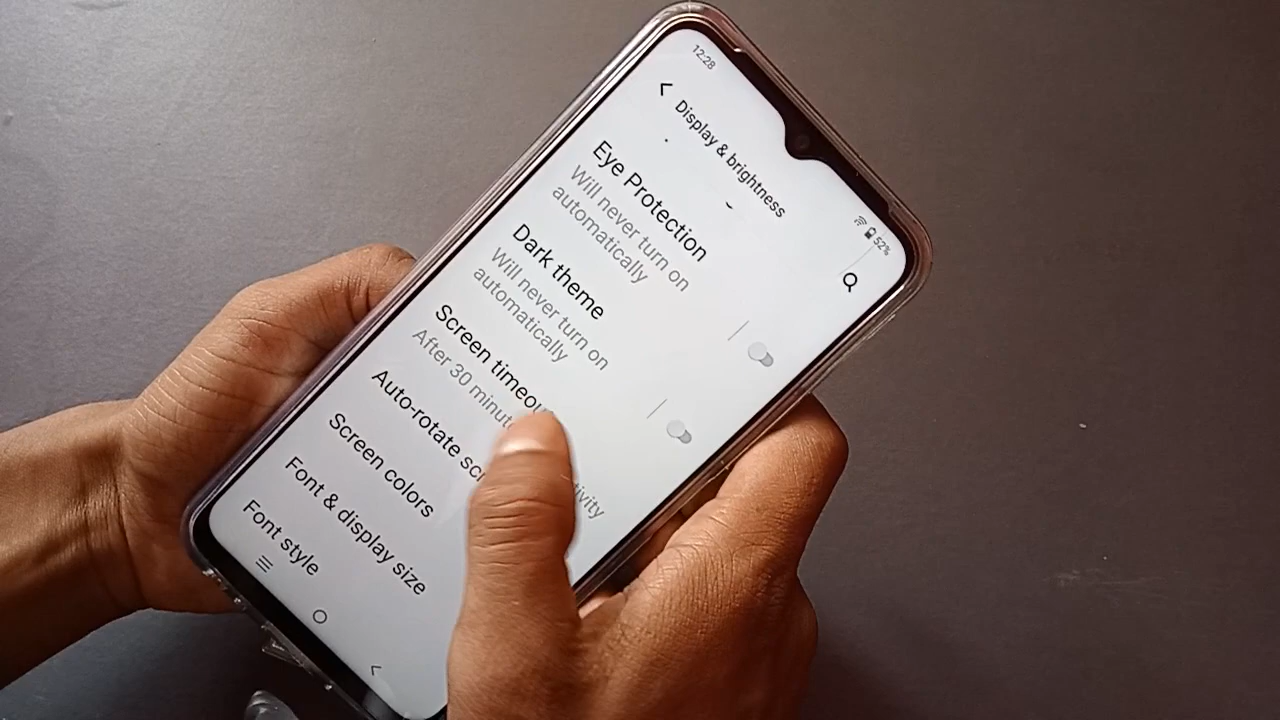 12:28
52%
Display & brightness
Eye Protection
Will never turn on
automatically
Dark theme
Will never turn on
automatically
Screen
After 30
Auto-rotate
Screen colors
Font & display size
Font style